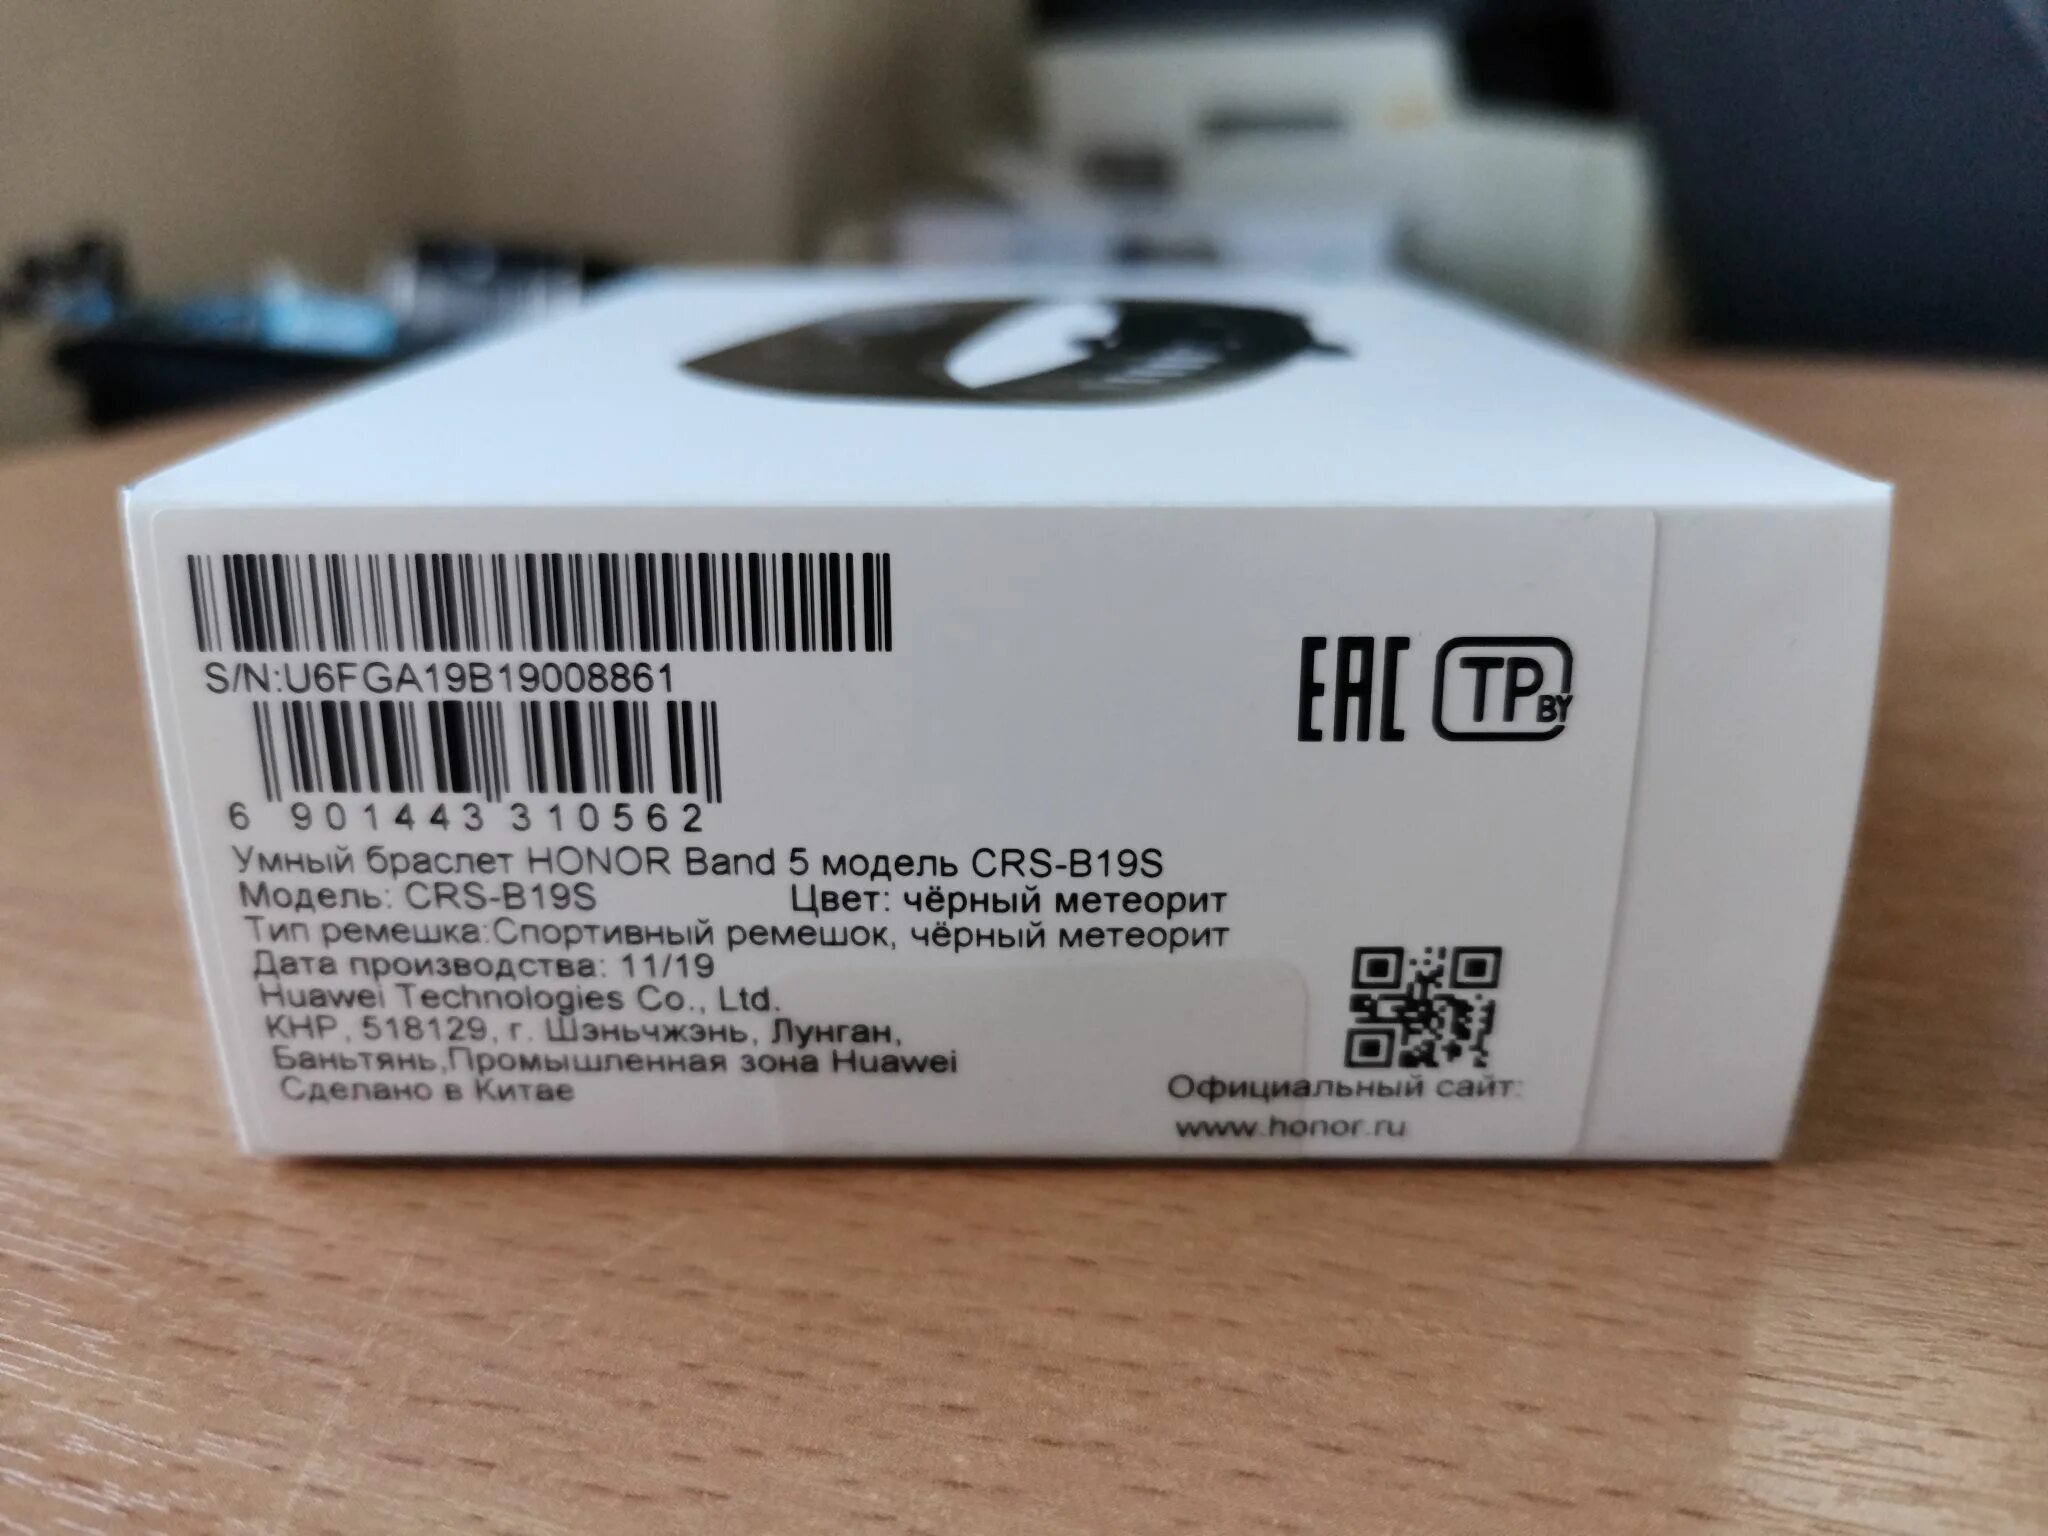 S/N:U6FGA19B19008861
6 901443 310562
Умный браслет HONOR Band 5 модель CRS-B19S
Модель: CRS-B19S Цвет: чёрный метеорит
Тип ремешка:Спортивный ремешок, чёрный метеорит
Дата производства: 11/19
Huawei Technologies Co., Ltd.
КНР, 518129, г. Шэньчжэнь, Лунган,
Баньтянь,Промышленная зона Huawei
Сделано в Китае
EAC TP BY
Официальный сайт:
www.honor.ru